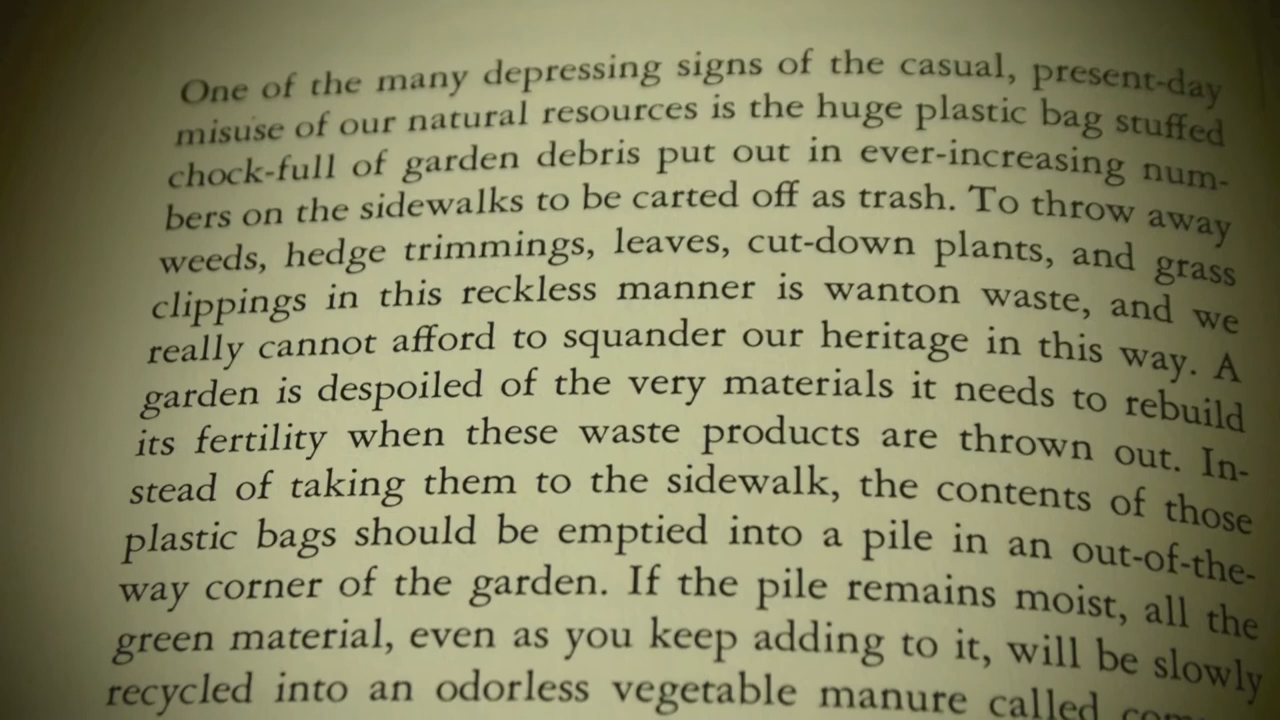 One of the many depressing signs of the casual, present-day
misuse of our natural resources is the huge plastic bag stuffed
chock-full of garden debris put out in ever-increasing num-
bers on the sidewalks to be carted off as trash. To throw away
weeds, hedge trimmings, leaves, cut-down plants, and grass
clippings in this reckless manner is wanton waste, and we
really cannot afford to squander our heritage in this way. A
garden is despoiled of the very materials it needs to rebuild
its fertility when these waste products are thrown out. In-
stead of taking them to the sidewalk, the contents of those
plastic bags should be emptied into a pile in an out-of-the-
way corner of the garden. If the pile remains moist, all the
green material, even as you keep adding to it, will be slowly
recycled into an odorless vegetable manure called